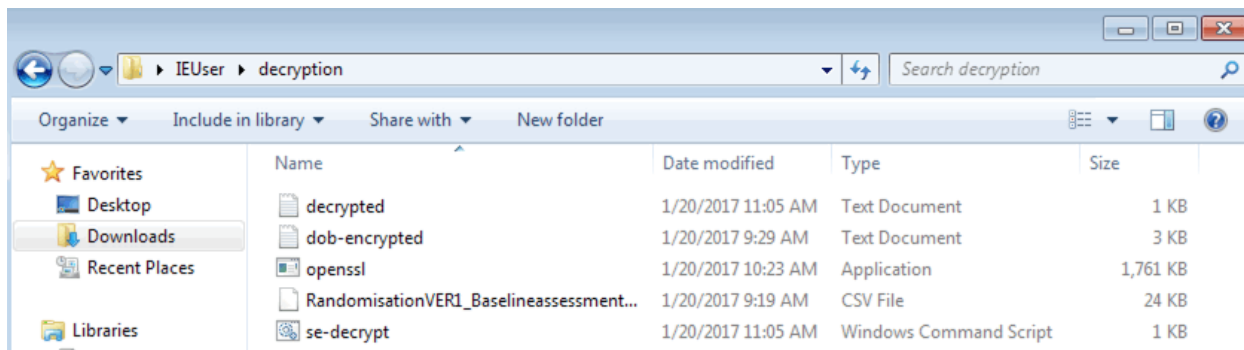 IEUser decryption Search decryption
Organize Include in library Share with New folder
Favorites
Desktop
Downloads
Recent Places
Libraries
Name Date modified Type Size
decrypted 1/20/2017 11:05 AM Text Document 1 KB
dob-encrypted 1/20/2017 9:29 AM Text Document 3 KB
openssl 1/20/2017 10:23 AM Application 1,761 KB
RandomisationVER1_Baselineassessment... 1/20/2017 9:19 AM CSV File 24 KB
se-decrypt 1/20/2017 11:05 AM Windows Command Script 1 KB